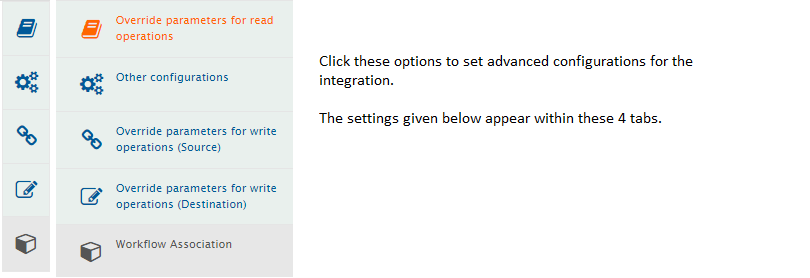 Override parameters for read
operations
Other configurations
Override parameters for write
operations (Source)
Override parameters for write
operations (Destination)
Workflow Association
Click these options to set advanced configurations for the
integration.
The settings given below appear within these 4 tabs.